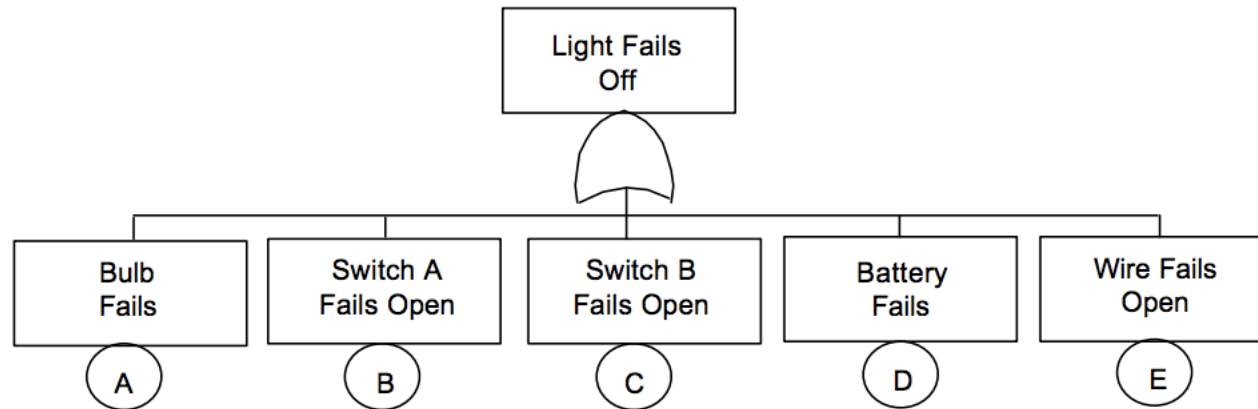 Light Fails
Off
Bulb
Fails
Switch A
Fails Open
Switch B
Fails Open
Battery
Fails
Wire Fails
Open
A
B
C
D
E